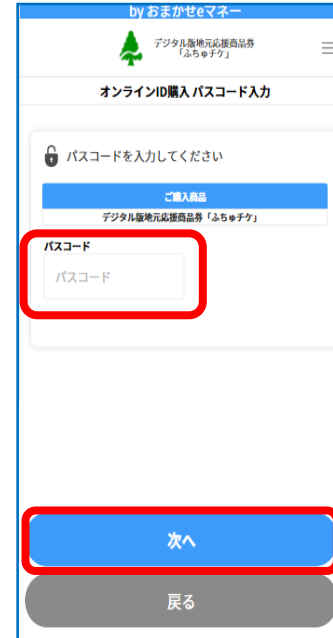 by おまかせeマネー
デジタル版地元応援商品券
「ふちゅチケ」
オンラインID購入 パスコード入力
パスコードを入力してください
ご購入商品
デジタル版地元応援商品券「ふちゅチケ」
パスコード
パスコード
次へ
戻る